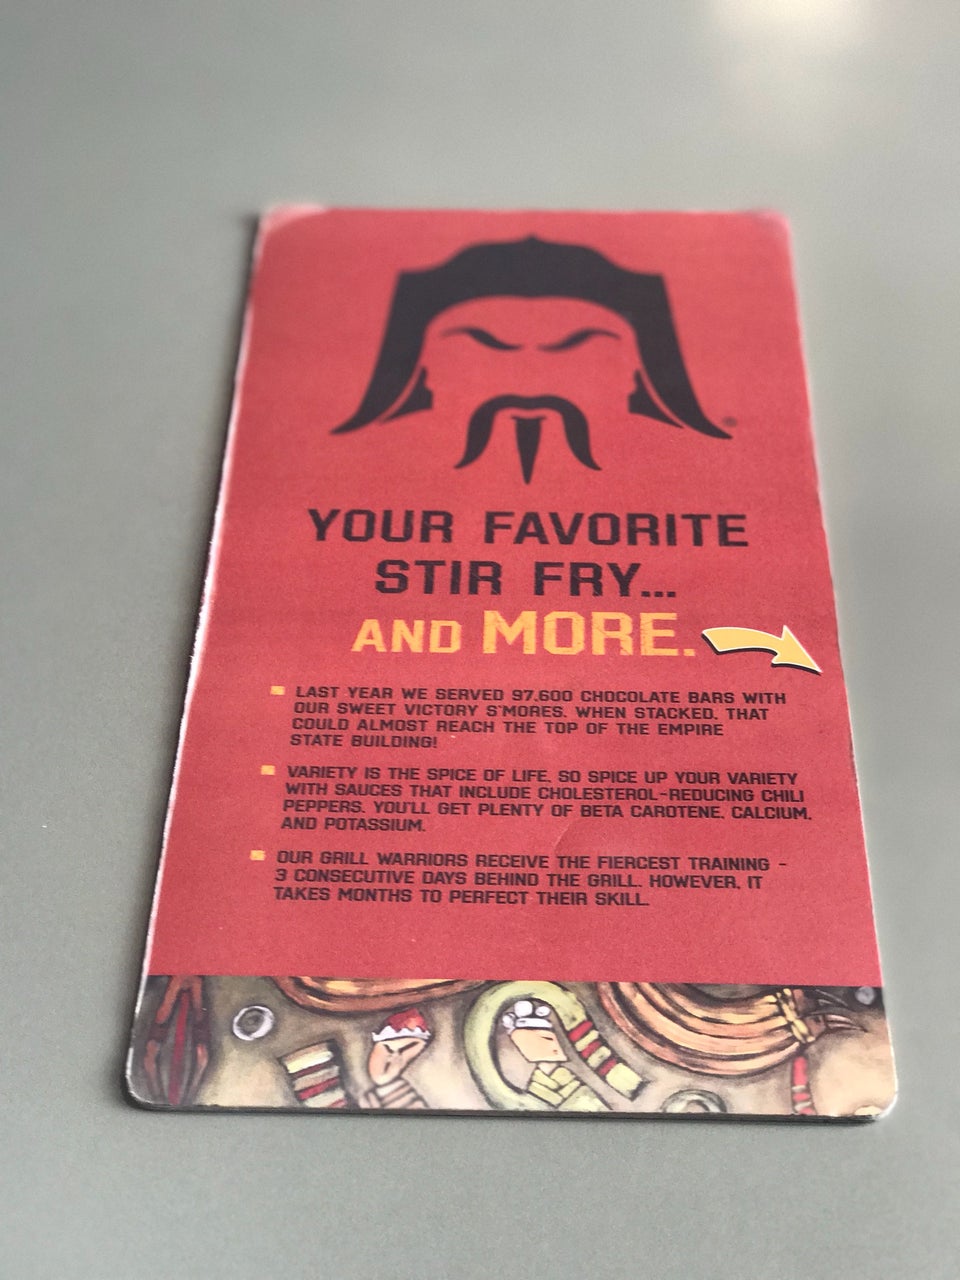 YOUR FAVORITE
STIR FRY...
AND MORE.
LAST YEAR WE SERVED 97,600 CHOCOLATE BARS WITH
OUR SWEET VICTORY S'MORES. WHEN STACKED, THAT
COULD ALMOST REACH THE TOP OF THE EMPIRE
STATE BUILDING!
VARIETY IS THE SPICE OF LIFE, SO SPICE UP YOUR VARIETY
WITH SAUCES THAT INCLUDE CHOLESTEROL-REDUCING CHILI
PEPPERS. YOU'LL GET PLENTY OF BETA CAROTENE, CALCIUM,
AND POTASSIUM.
OUR GRILL WARRIORS RECEIVE THE FIERCEST TRAINING -
3 CONSECUTIVE DAYS BEHIND THE GRILL. HOWEVER, IT
TAKES MONTHS TO PERFECT THEIR SKILL.